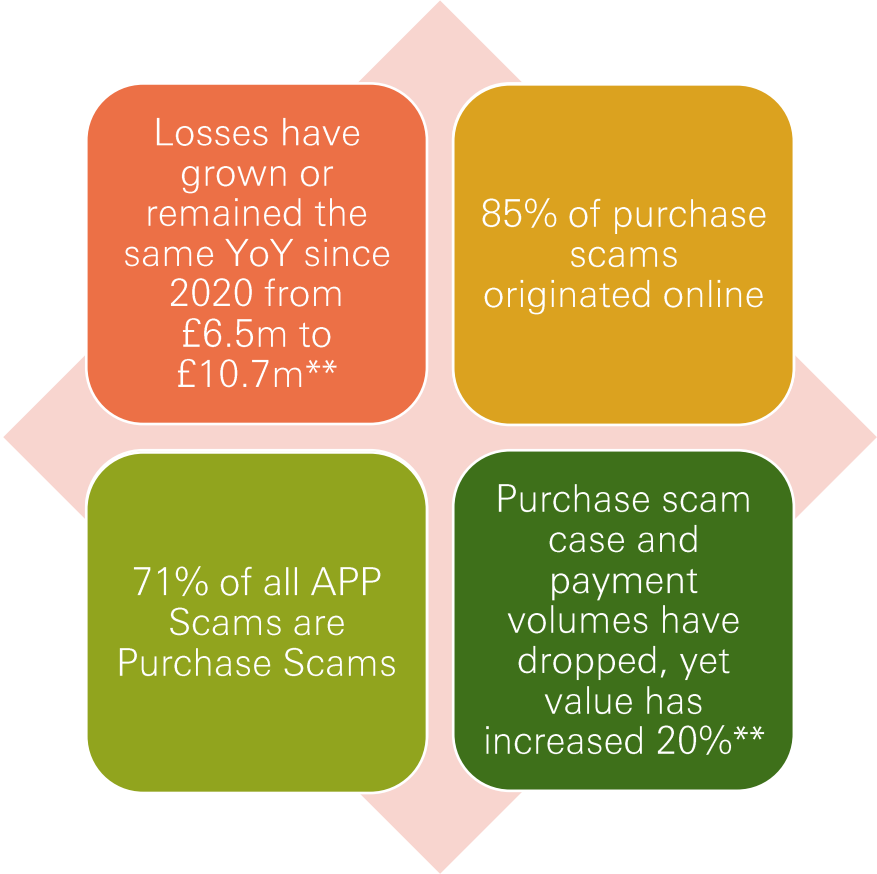 Losses have
grown or
remained the
same YoY since
2020 from
£6.5m to
£10.7m**
85% of purchase
scams
originated online
71% of all APP
Scams are
Purchase Scams
Purchase scam
case and
payment
volumes have
dropped, yet
value has
increased 20%**